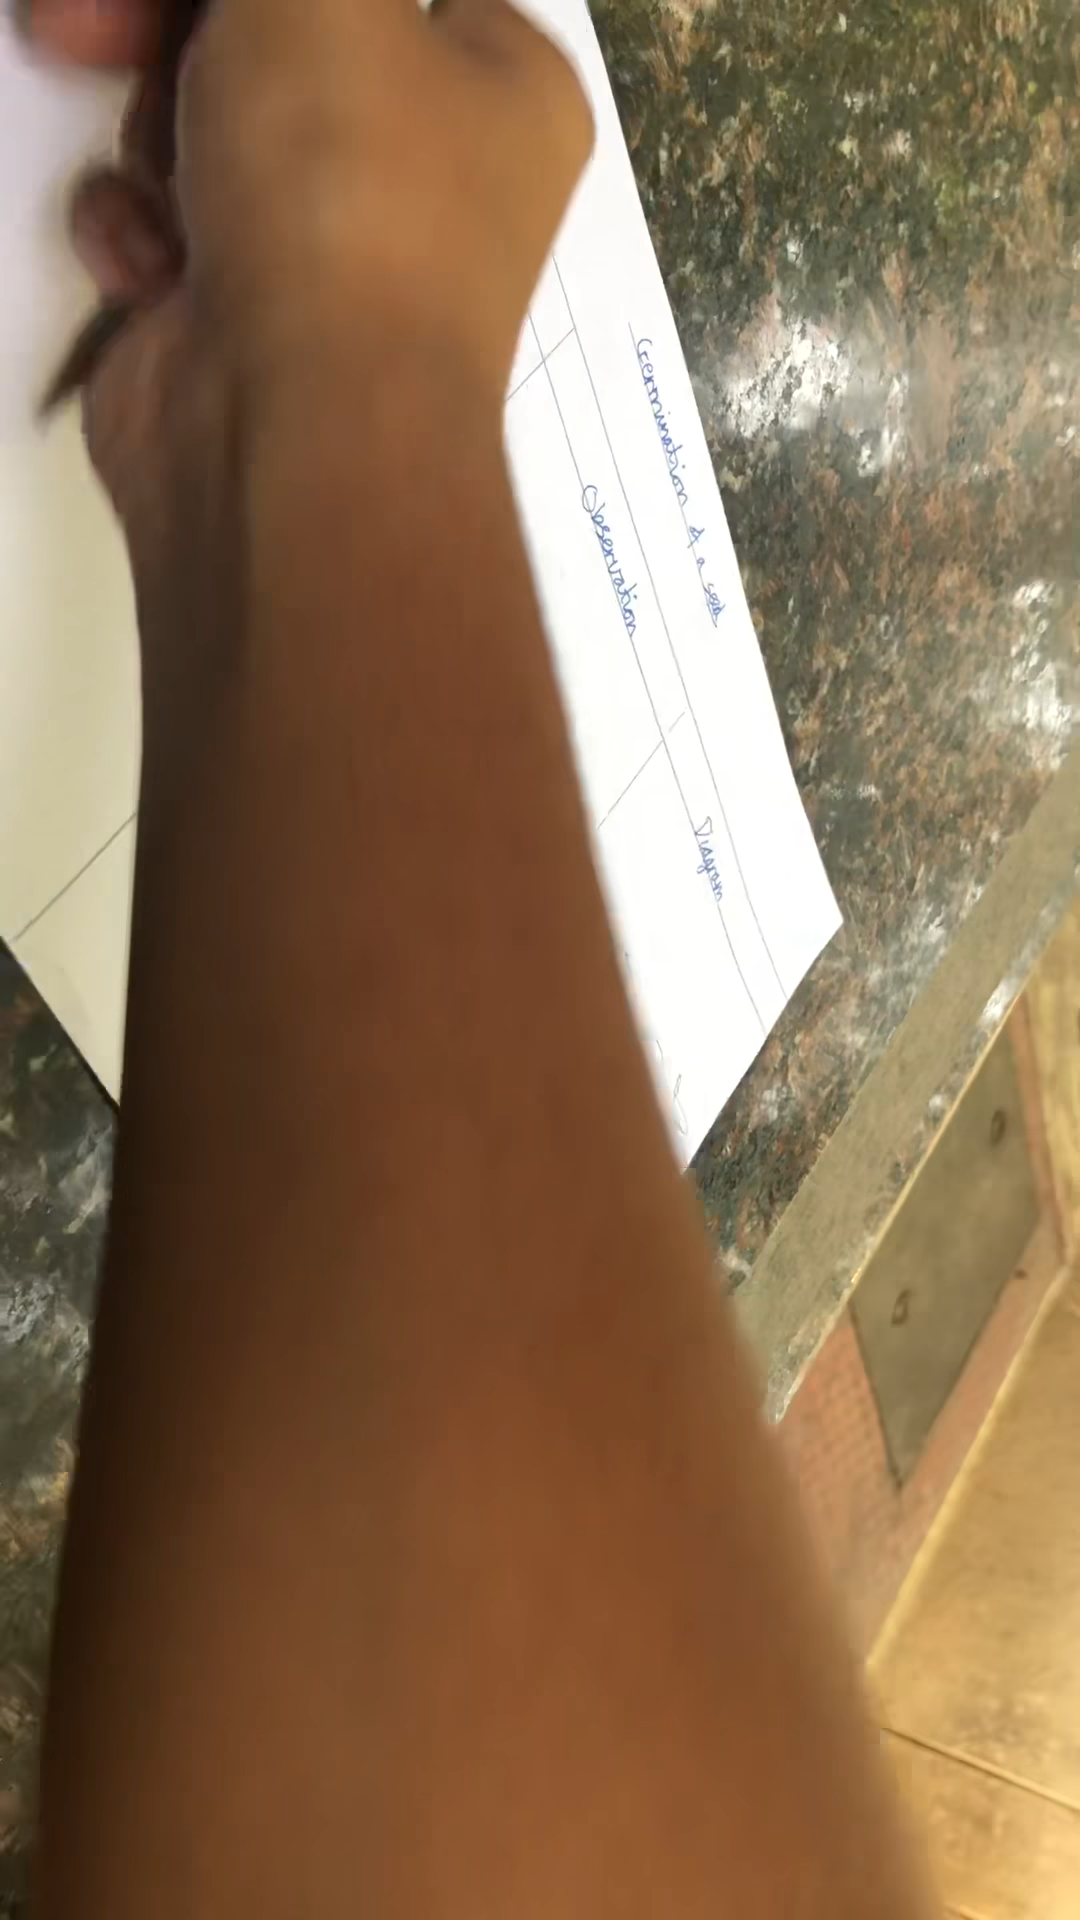 Germination of a seed
Observation
Diagram